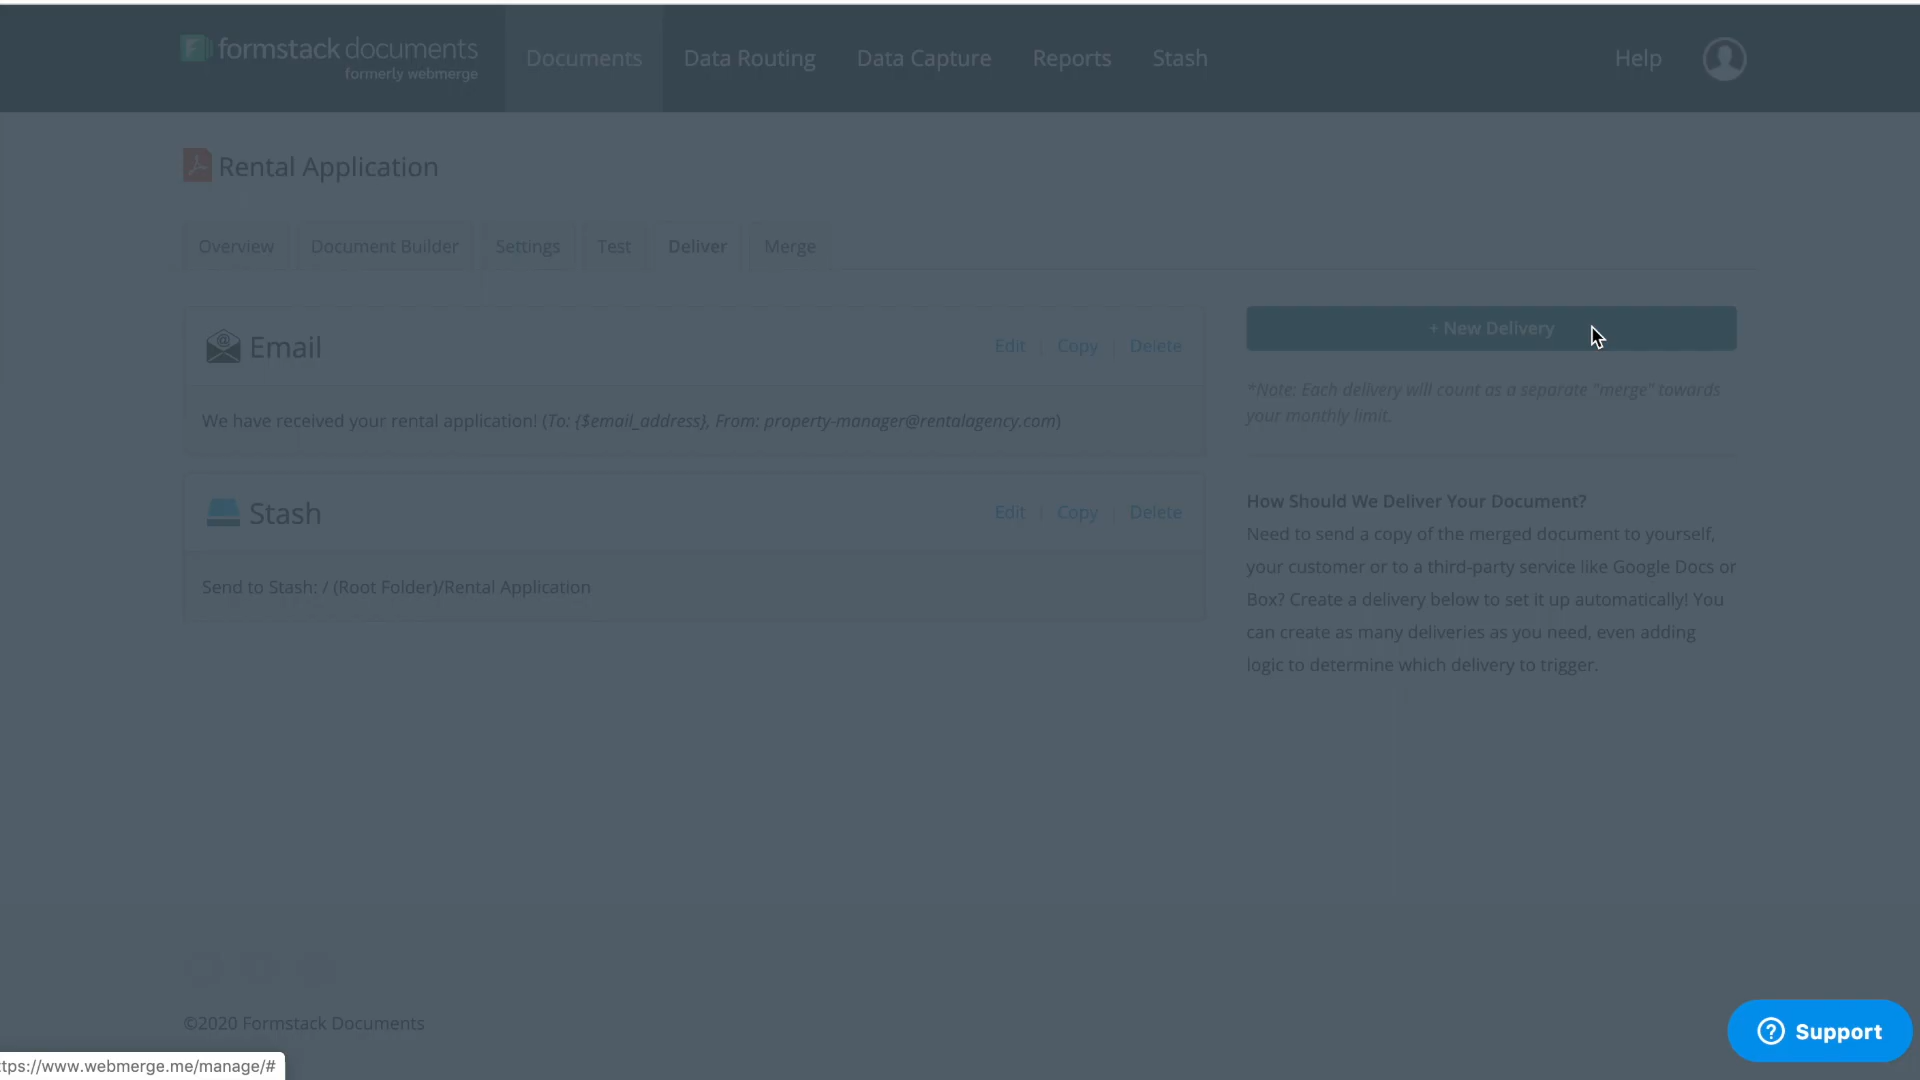 formstack documents
formerly webmerge
Documents
Data Routing
Data Capture
Reports
Stash
Help
Rental Application
Overview
Document Builder
Settings
Test
Deliver
Merge
Email
Edit
Copy
Delete
We have received your rental application! (To: {$email_address}, From: property-manager@rentalagency.com)
Stash
Edit
Copy
Delete
Send to Stash: / (Root Folder)/Rental Application
+ New Delivery
*Note: Each delivery will count as a separate "merge" towards
your monthly limit.
How Should We Deliver Your Document?
Need to send a copy of the merged document to yourself,
your customer or to a third-party service like Google Docs or
Box? Create a delivery below to set it up automatically! You
can create as many deliveries as you need, even adding
logic to determine which delivery to trigger.
©2020 Formstack Documents
Support
ttps://www.webmerge.me/manage/#